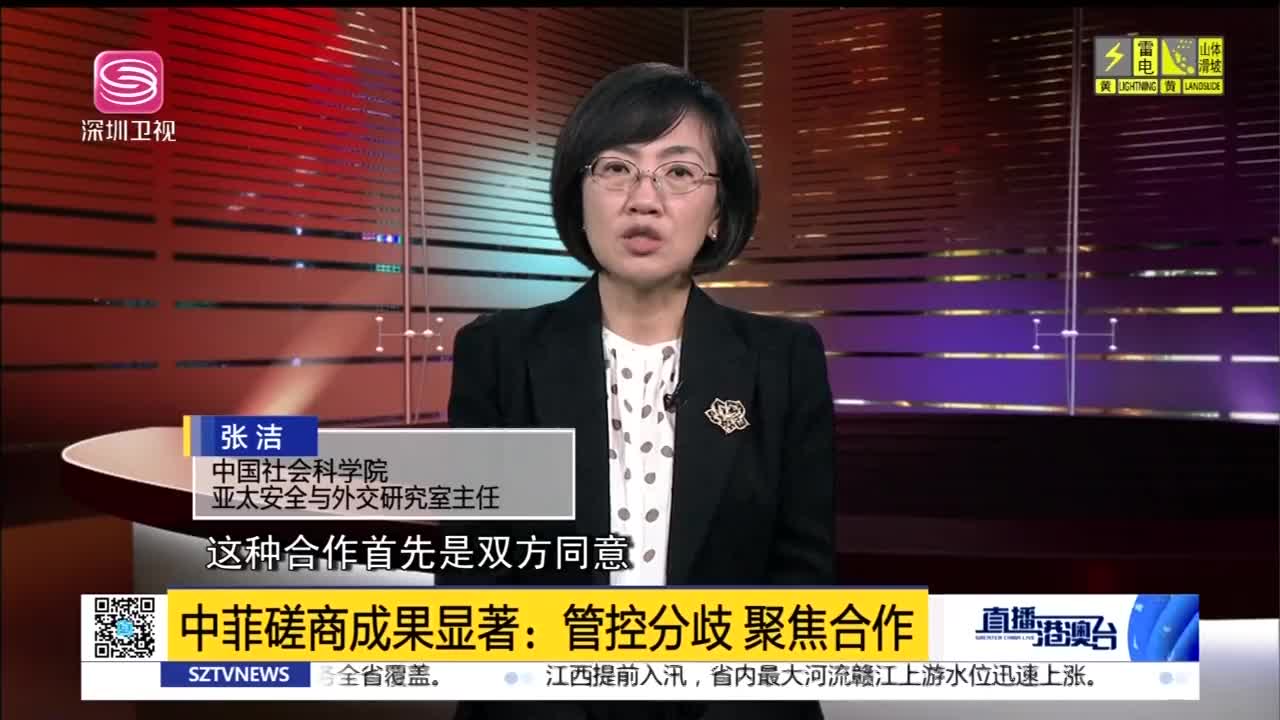 深圳卫视
雷电
山体滑坡
黄 LIGHTNING 黄 LANDSLIDE
张洁
中国社会科学院
亚太安全与外交研究室主任
这种合作首先是双方同意
中菲磋商成果显著：管控分歧 聚焦合作
直播港澳台
GREATER CHINA LIVE
SZTVNEWS
全省覆盖。
江西提前入汛，省内最大河流赣江上游水位迅速上涨。